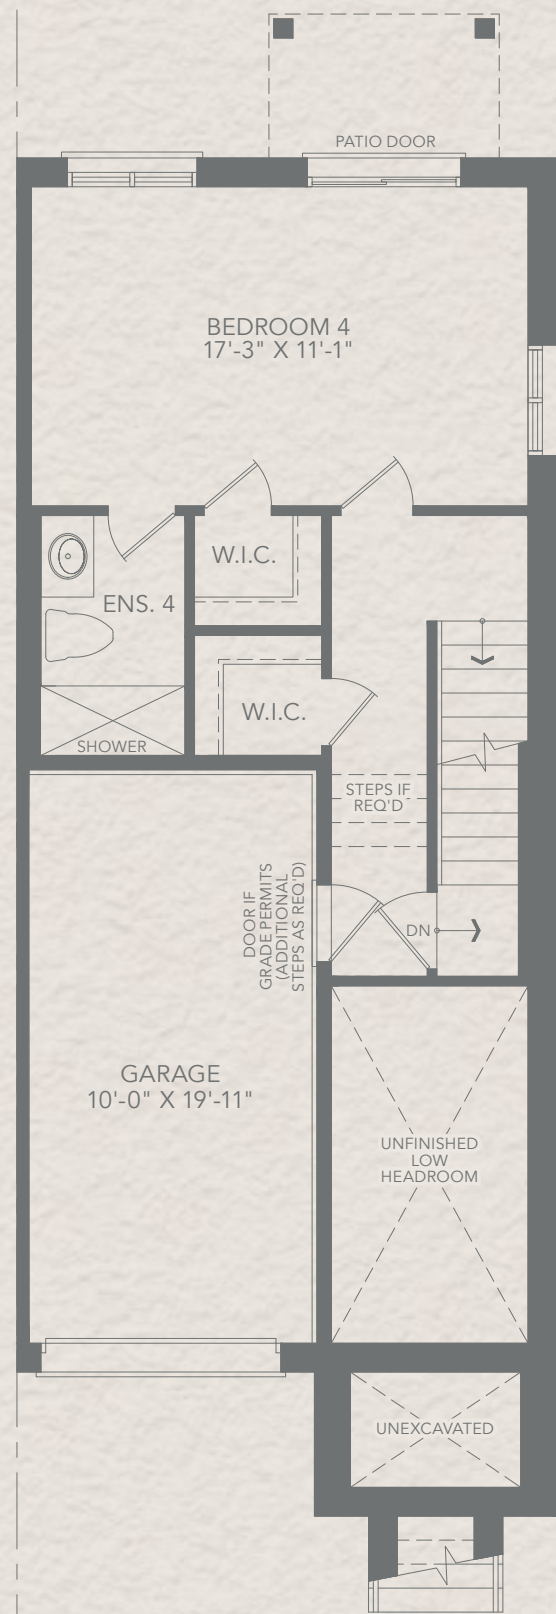 PATIO DOOR
BEDROOM 4
17'-3" X 11'-1"
W.I.C.
ENS. 4
W.I.C.
SHOWER
STEPS IF
REQ'D
DOOR IF
GRADE PERMITS
(ADDITIONAL
STEPS AS REQ'D)
DN
GARAGE
10'-0" X 19'-11"
UNFINISHED
LOW
HEADROOM
UNEXCAVATED